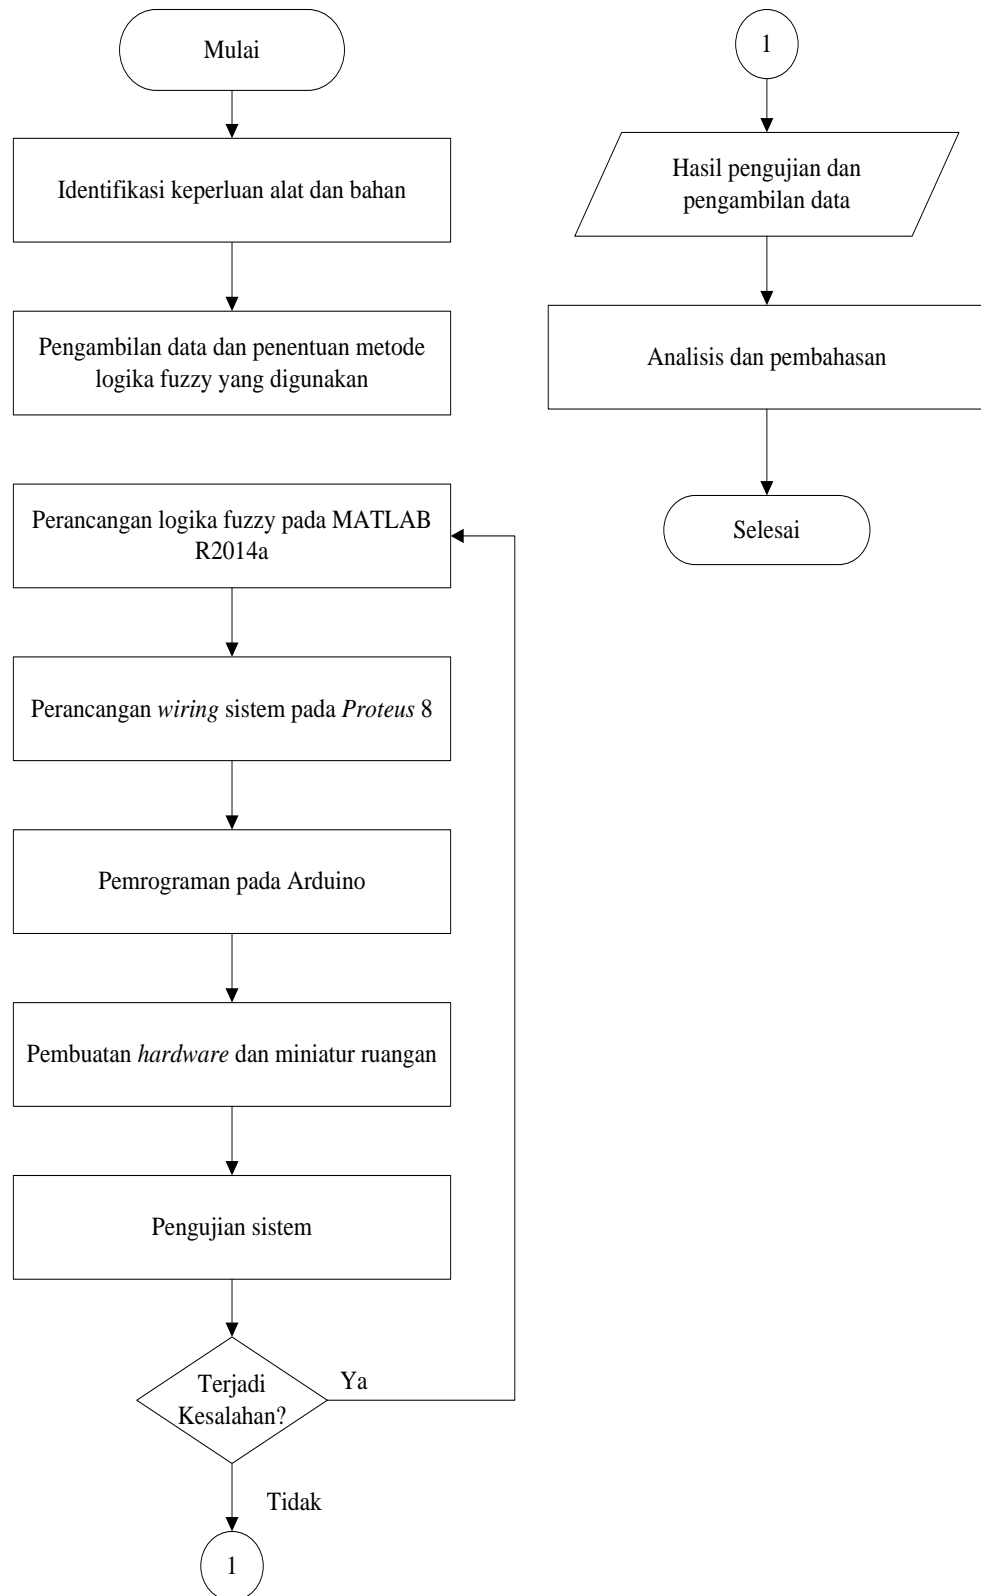 Mulai
Identifikasi keperluan alat dan bahan
Pengambilan data dan penentuan metode
logika fuzzy yang digunakan
Perancangan logika fuzzy pada MATLAB
R2014a
Perancangan wiring sistem pada Proteus 8
Pemrograman pada Arduino
Pembuatan hardware dan miniatur ruangan
Pengujian sistem
Terjadi
Kesalahan?
Ya
Tidak
1
1
Hasil pengujian dan
pengambilan data
Analisis dan pembahasan
Selesai